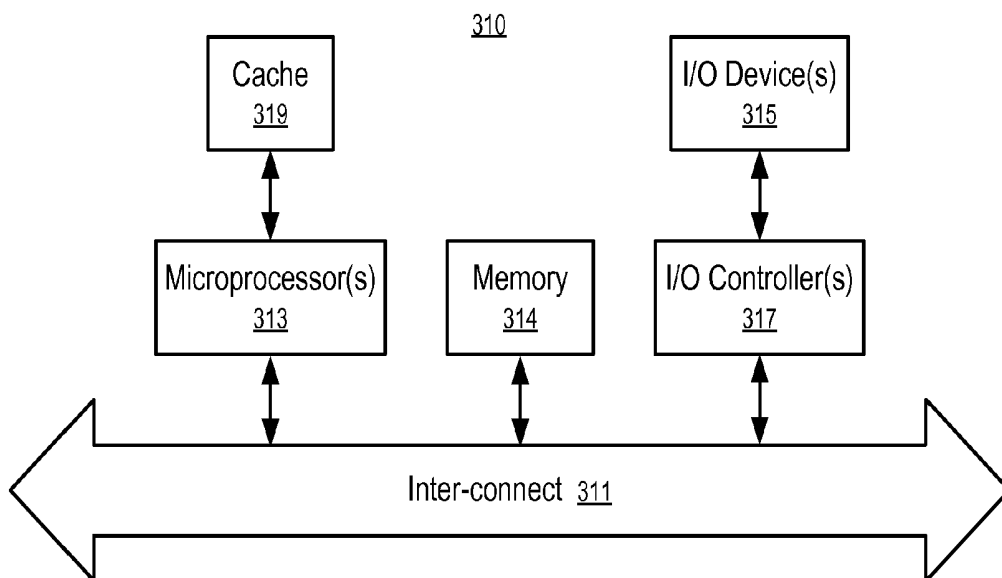 310
Cache
319
I/O Device(s)
315
Microprocessor(s)
313
Memory
314
I/O Controller(s)
317
Inter-connect 311